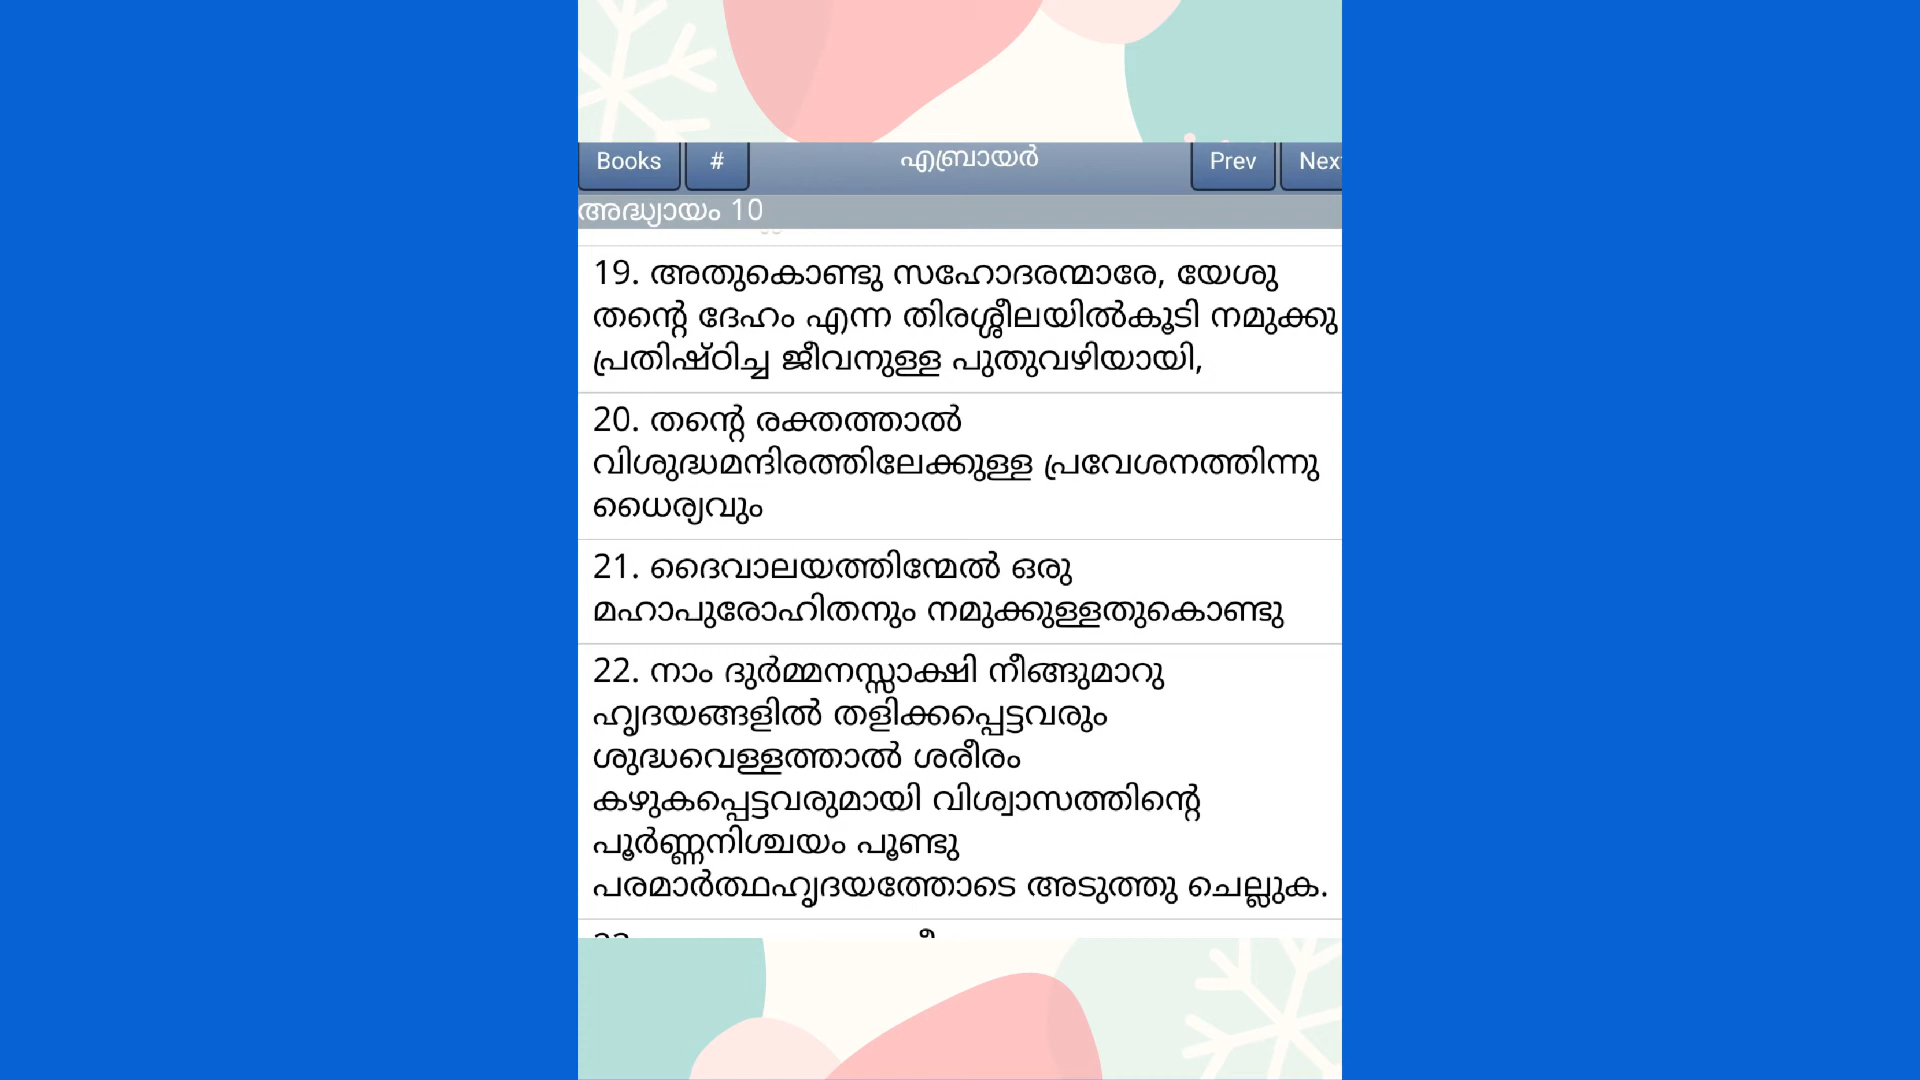 Books # എബ്രായർ Prev Nex
അദ്ധ്യായം 10
19. അതുകൊണ്ടു സഹോദരന്മാരേ, യേശു
തന്റെ ദേഹം എന്ന തിരശ്ശീലയിൽകൂടി നമുക്കു
പ്രതിഷ്ഠിച്ച ജീവനുള്ള പുതുവഴിയായി,
20. തന്റെ രക്തത്താൽ
വിശുദ്ധമന്ദിരത്തിലേക്കുള്ള പ്രവേശനത്തിന്നു
ധൈര്യവും
21. ദൈവാലയത്തിന്മേൽ ഒരു
മഹാപുരോഹിതനും നമുക്കുള്ളതുകൊണ്ടു
22. നാം ദുർമ്മനസ്സാക്ഷി നീങ്ങുമാറു
ഹൃദയങ്ങളിൽ തളിക്കപ്പെട്ടവരും
ശുദ്ധവെള്ളത്താൽ ശരീരം
കഴുകപ്പെട്ടവരുമായി വിശ്വാസത്തിന്റെ
പൂർണ്ണനിശ്ചയം പൂണ്ടു
പരമാർത്ഥഹൃദയത്തോടെ അടുത്തു ചെല്ലുക.